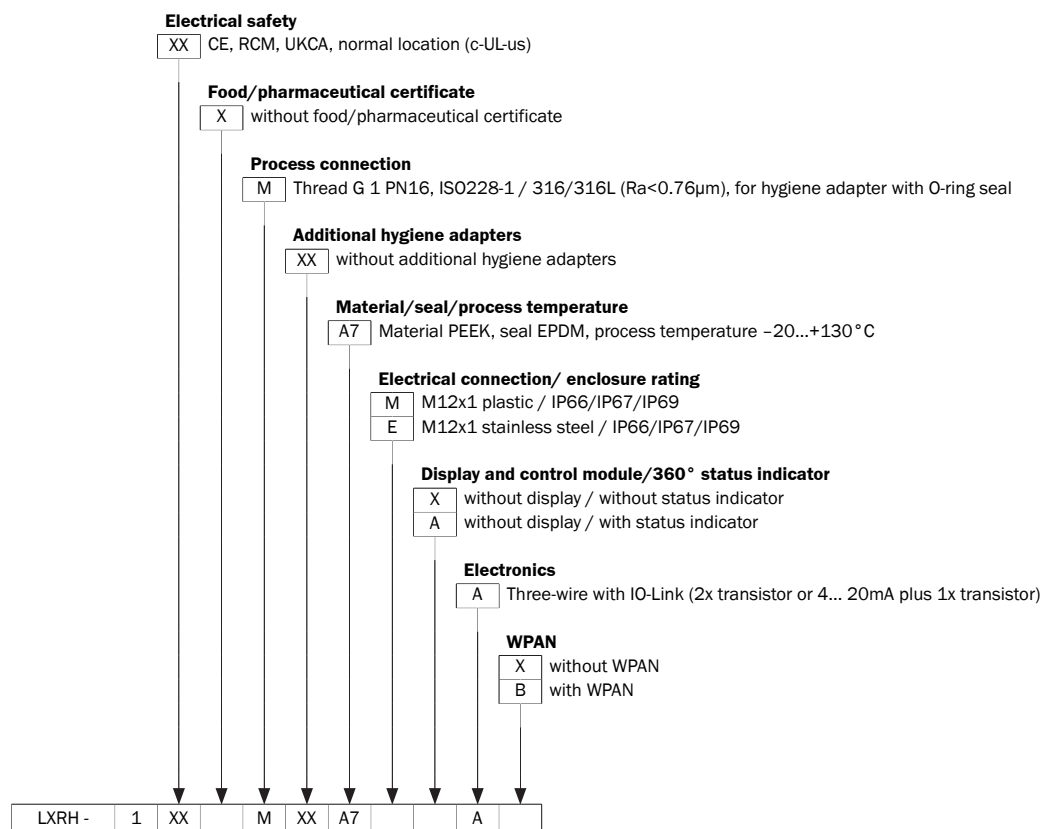 Electrical safety
XX CE, RCM, UKCA, normal location (c-UL-us)
Food/pharmaceutical certificate
X without food/pharmaceutical certificate
Process connection
M Thread G 1 PN16, ISO228-1 / 316/316L (Ra<0.76µm), for hygiene adapter with O-ring seal
Additional hygiene adapters
XX without additional hygiene adapters
Material/seal/process temperature
A7 Material PEEK, seal EPDM, process temperature –20...+130°C
Electrical connection/ enclosure rating
M M12x1 plastic / IP66/IP67/IP69
E M12x1 stainless steel / IP66/IP67/IP69
Display and control module/360° status indicator
X without display / without status indicator
A without display / with status indicator
Electronics
A Three-wire with IO-Link (2x transistor or 4... 20mA plus 1x transistor)
WPAN
X without WPAN
B with WPAN
LXRH - 1 XX M XX A7 A